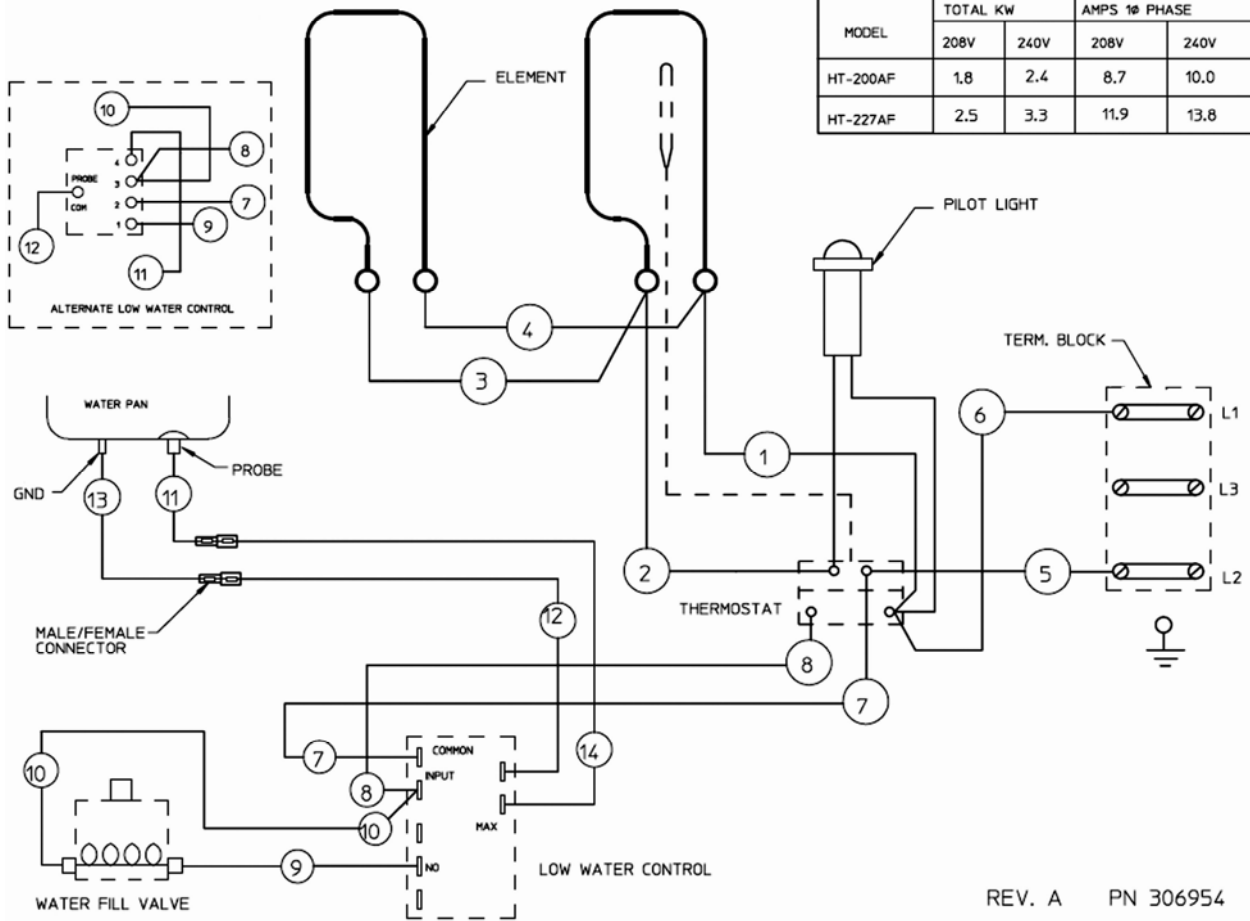 TOTAL KW
AMPS 1Ø PHASE
MODEL
208V 240V 208V 240V
HT-200AF 1.8 2.4 8.7 10.0
HT-227AF 2.5 3.3 11.9 13.8
ELEMENT
10
8
4
PROBE
3
COM
2
7
1
9
12
11
ALTERNATE LOW WATER CONTROL
PILOT LIGHT
4
3
TERM. BLOCK
6
L1
WATER PAN
1
PROBE
GND
13
11
L3
2
5
L2
THERMOSTAT
12
MALE/FEMALE
CONNECTOR
8
7
7
COMMON
14
10
INPUT
8
10
MAX
9
NO
LOW WATER CONTROL
WATER FILL VALVE
REV. A PN 306954